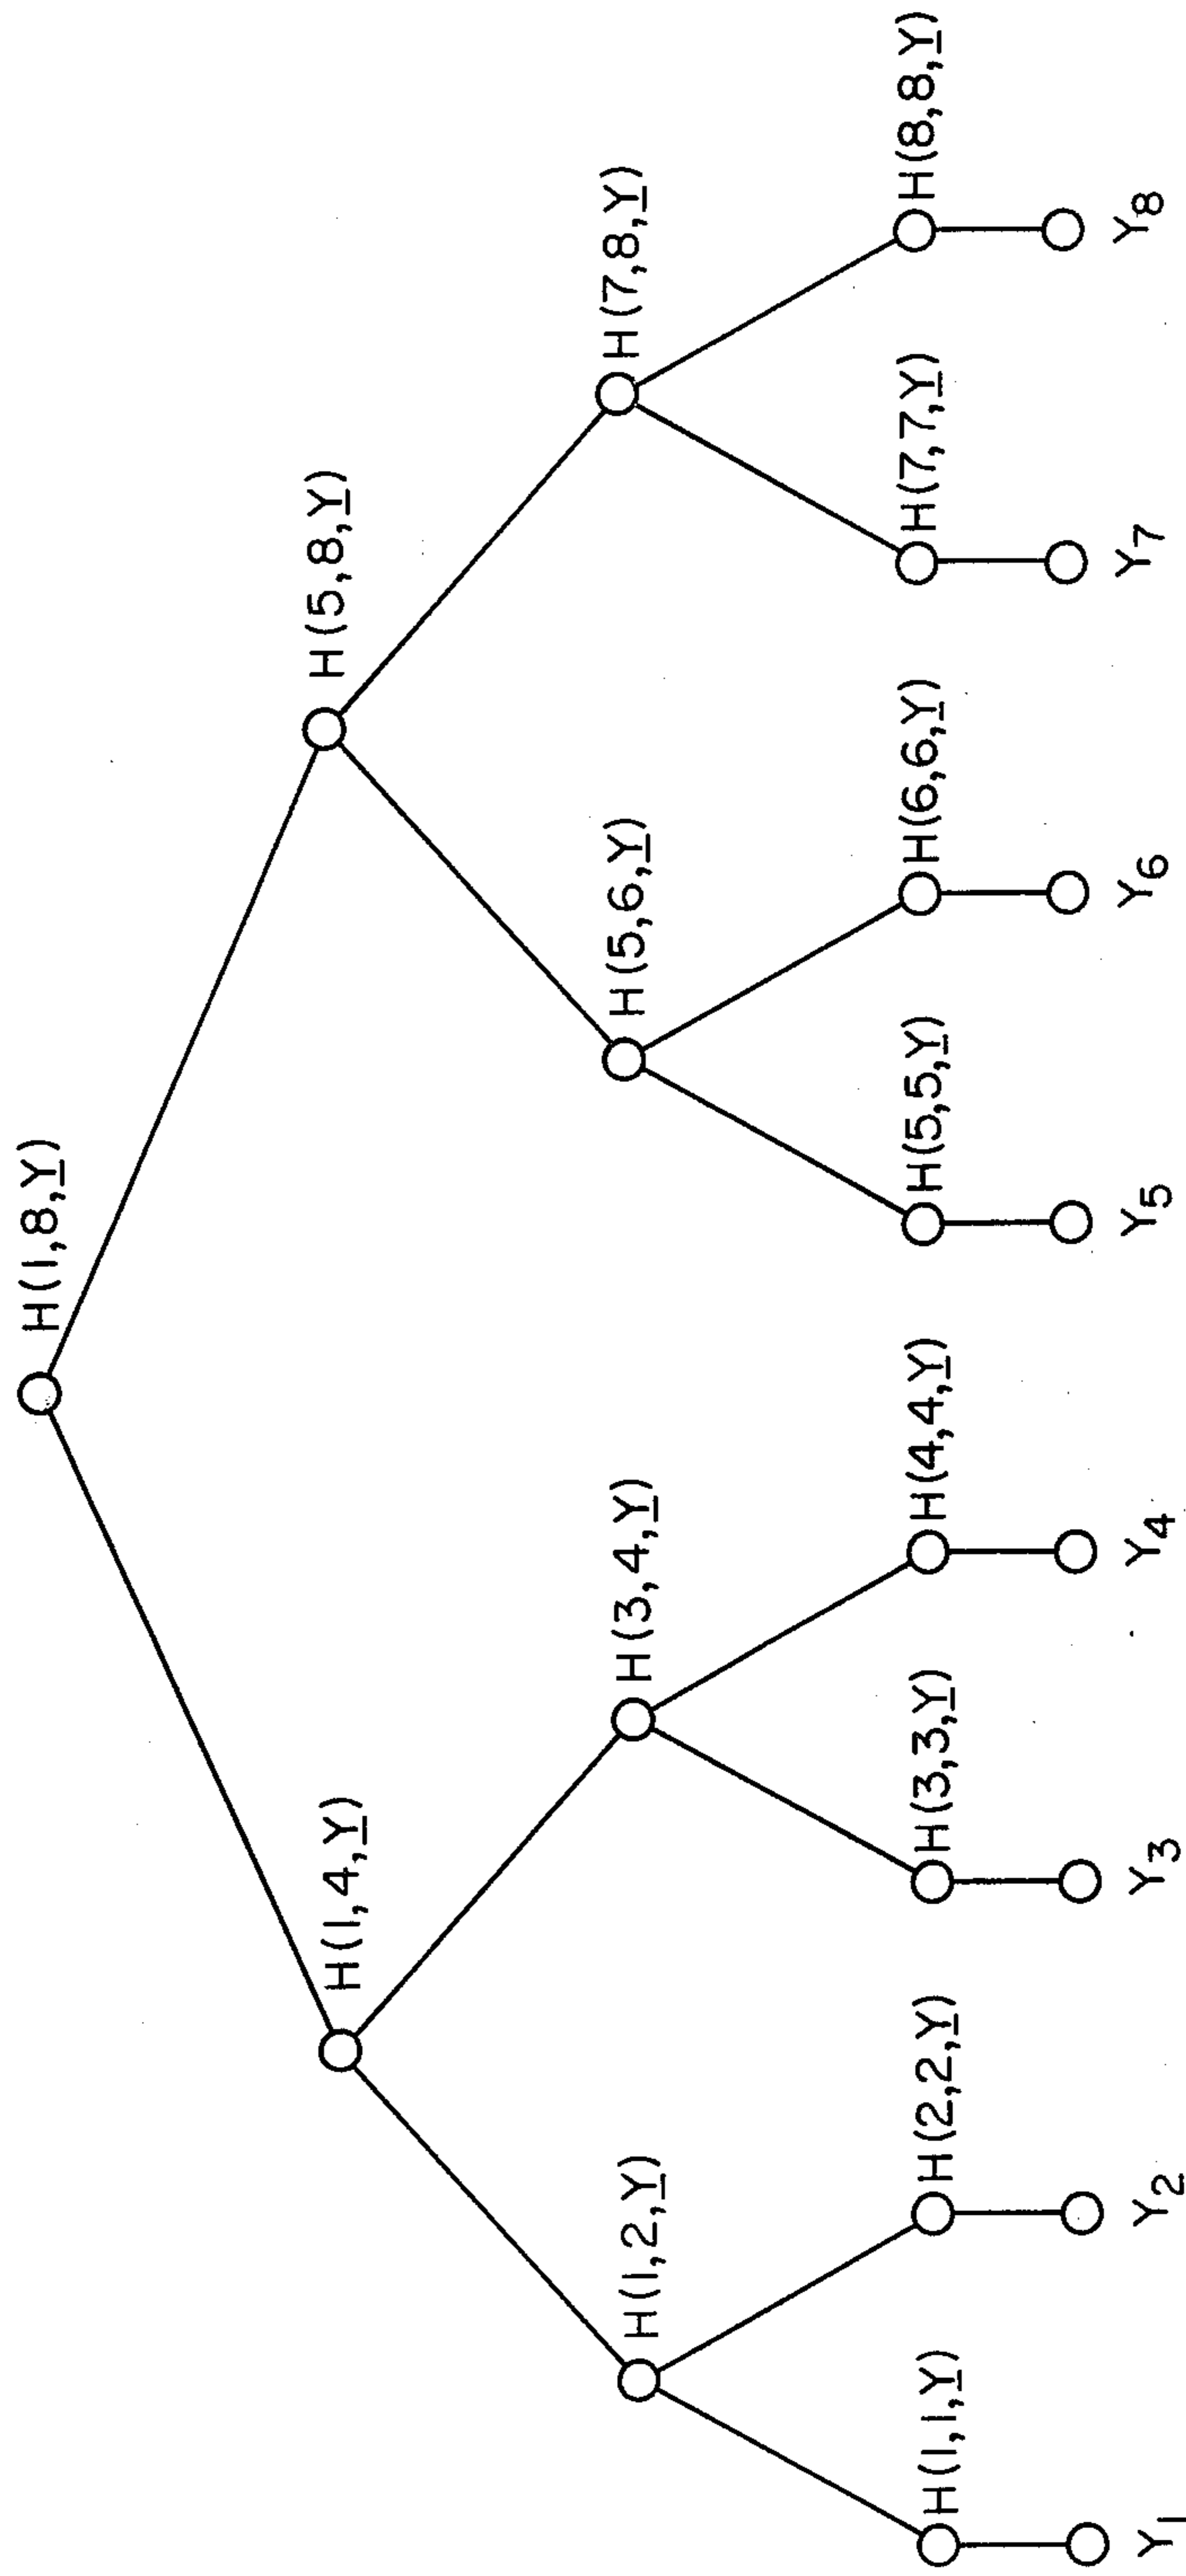 H(1,8,Y)
H(1,4,Y)
H(5,8,Y)
H(1,2,Y)
H(3,4,Y)
H(5,6,Y)
H(7,8,Y)
H(1,1,Y)
H(2,2,Y)
H(3,3,Y)
H(4,4,Y)
H(5,5,Y)
H(6,6,Y)
H(7,7,Y)
H(8,8,Y)
Y1
Y2
Y3
Y4
Y5
Y6
Y7
Y8